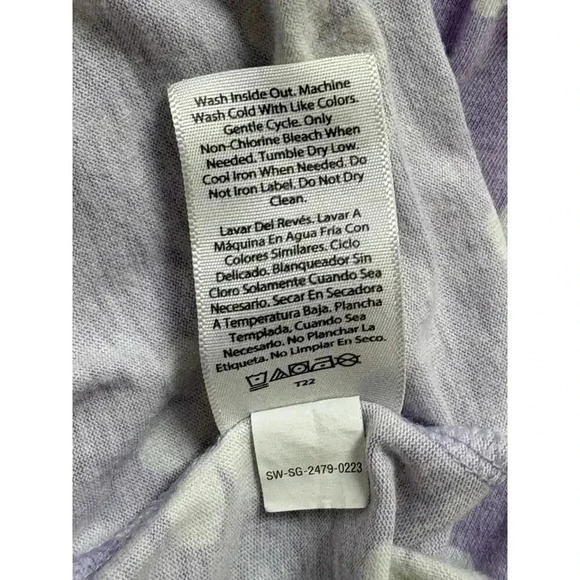 Wash Inside Out. Machine
Wash Cold With Like Colors.
Gentle Cycle. Only
Non-Chlorine Bleach When
Needed. Tumble Dry Low.
Cool Iron When Needed. Do
Not Iron Label. Do Not Dry
Clean.
Lavar Del Revés. Lavar A
Máquina En Agua Fría Con
Colores Similares. Ciclo
Delicado. Blanqueador Sin
Cloro Solamente Cuando Sea
Necesario. Secar En Secadora
A Temperatura Baja. Plancha
Templada, Cuando Sea
Necesario. No Planchar La
Etiqueta. No Limpiar En Seco.
T22
SW-SG-2479-0223